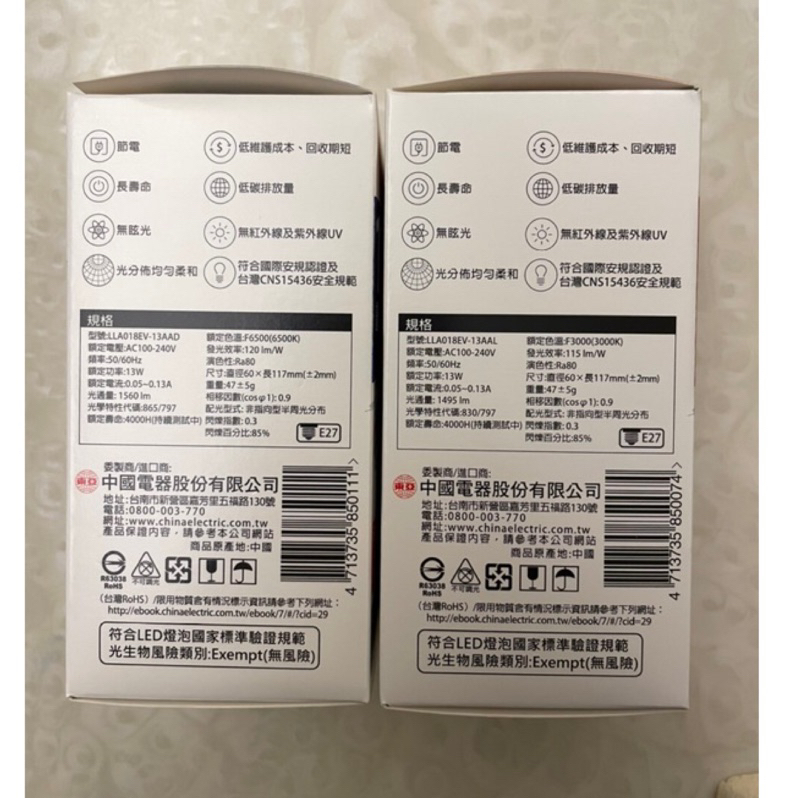 節電
低維護成本、回收期短
長壽命
低碳排放量
無眩光
無紅外線及紫外線UV
光分佈均勻柔和
符合國際安規認證及
台灣CNS15436安全規範
規格
型號:LLA018EV-13AAD
額定電壓:AC100-240V
頻率:50/60Hz
額定功率:13W
額定電流:0.05~0.13A
光通量:1560 lm
光學特性代碼:865/797
額定壽命:4000H(持續測試中)
額定色溫:F6500(6500K)
發光效率:120 lm/W
演色性:Ra80
尺寸:直徑60×長117mm(±2mm)
重量:47±5g
相移因數(cosφ1): 0.9
配光型式: 非指向型半周光分布
閃爍指數: 0.3
閃爍百分比:85%
E27
委製商/進口商:
東亞
中國電器股份有限公司
地址:台南市新營區嘉芳里五福路130號
電話:0800-003-770
網址:www.chinaelectric.com.tw
產品保證內容，請參考本公司網站
商品原產地:中國
4 713735 850111 >
R63038
RoHS
不可調光
(台灣RoHS) /限用物質含有情況標示資訊請參考下列網址：
http://ebook.chinaelectric.com.tw/ebook/7/#/?cid=29
符合LED燈泡國家標準驗證規範
光生物風險類別:Exempt(無風險)
節電
低維護成本、回收期短
長壽命
低碳排放量
無眩光
無紅外線及紫外線UV
光分佈均勻柔和
符合國際安規認證及
台灣CNS15436安全規範
規格
型號:LLA018EV-13AAL
額定電壓:AC100-240V
頻率:50/60Hz
額定功率:13W
額定電流:0.05~0.13A
光通量:1495 lm
光學特性代碼:830/797
額定壽命:4000H(持續測試中)
額定色溫:F3000(3000K)
發光效率:115 lm/W
演色性:Ra80
尺寸:直徑60×長117mm(±2mm)
重量:47±5g
相移因數(cosφ1): 0.9
配光型式: 非指向型半周光分布
閃爍指數: 0.3
閃爍百分比:85%
E27
委製商/進口商:
東亞
中國電器股份有限公司
地址:台南市新營區嘉芳里五福路130號
電話:0800-003-770
網址:www.chinaelectric.com.tw
產品保證內容，請參考本公司網站
商品原產地:中國
4 713735 850074 >
R63038
RoHS
不可調光
(台灣RoHS) /限用物質含有情況標示資訊請參考下列網址：
http://ebook.chinaelectric.com.tw/ebook/7/#/?cid=29
符合LED燈泡國家標準驗證規範
光生物風險類別:Exempt(無風險)